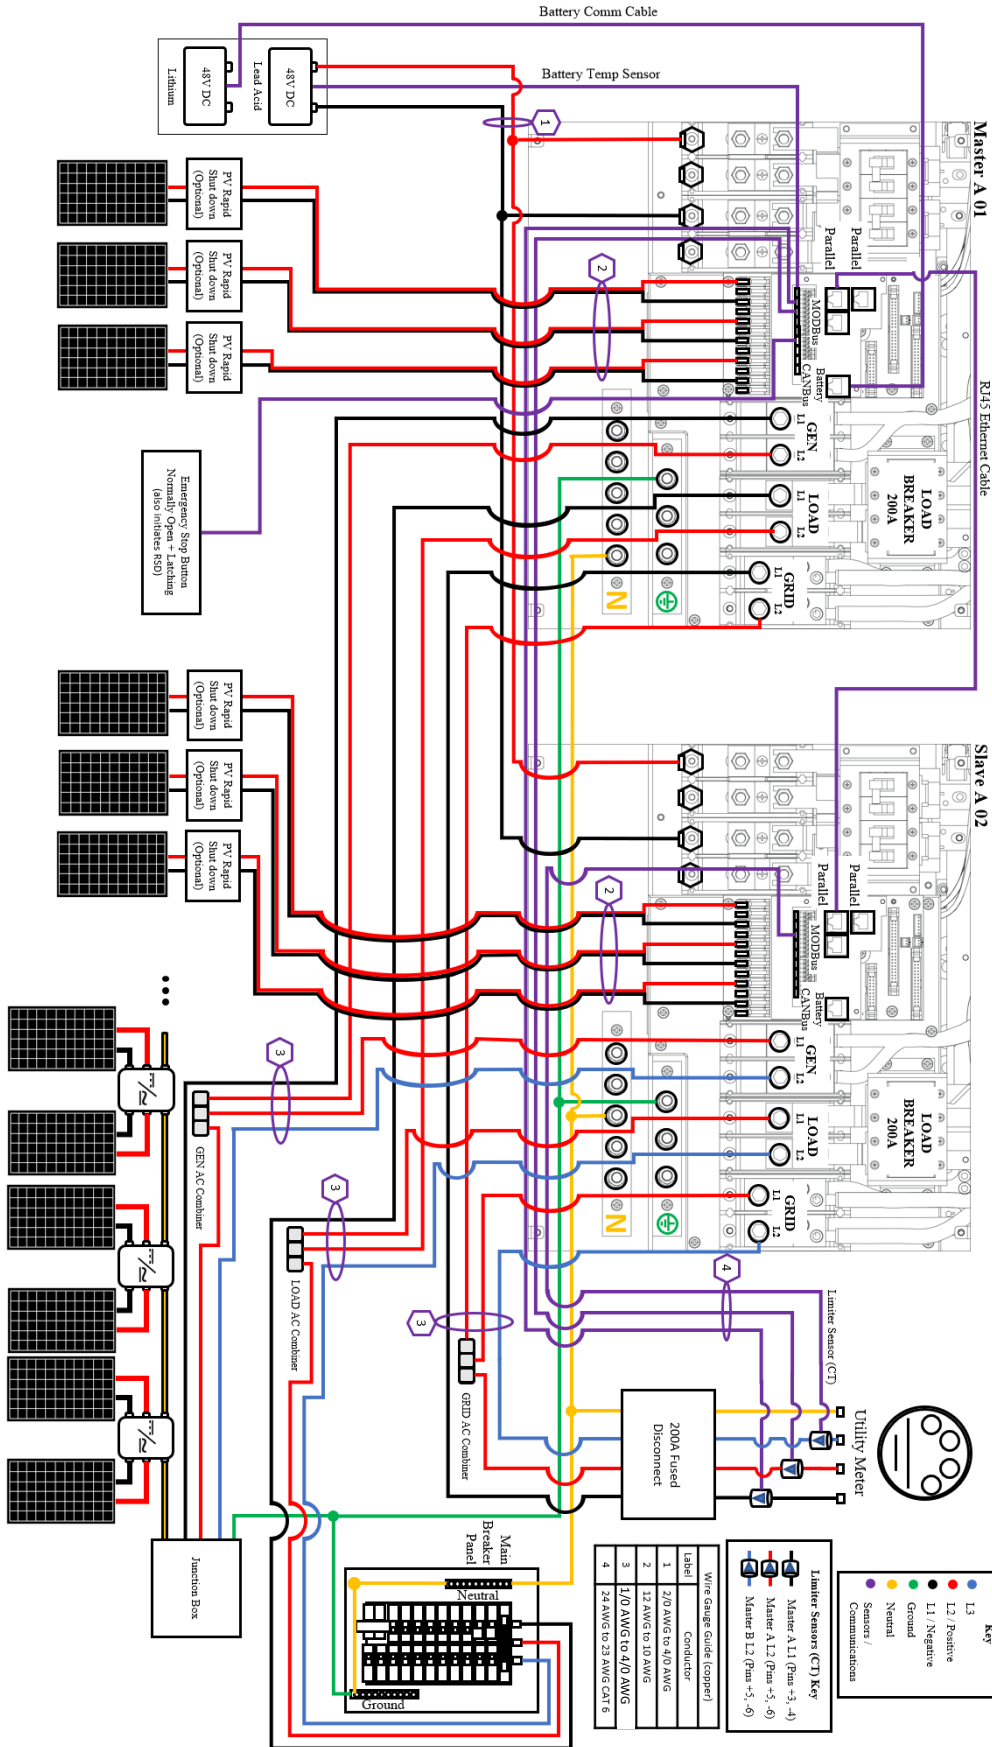 Battery Comm Cable
Battery Temp Sensor
48V DC
Lithium
48V DC
Lead Acid
1
Master A 01
Parallel
Parallel
MODBus
CANBus
Battery
RJ45 Ethernet Cable
PV Rapid
Shut down
(Optional)
PV Rapid
Shut down
(Optional)
PV Rapid
Shut down
(Optional)
2
GEN
L1
L2
LOAD
L1
L2
GRID
L1
L2
LOAD
BREAKER
200A
N
Emergency Stop Button
Normally Open + Latching
(also initiates RSD)
Slave A 02
Parallel
Parallel
MODBus
CANBus
Battery
PV Rapid
Shut down
(Optional)
PV Rapid
Shut down
(Optional)
PV Rapid
Shut down
(Optional)
2
GEN
L1
L2
LOAD
L1
L2
GRID
L1
L2
LOAD
BREAKER
200A
N
3
GEN AC Combiner
3
LOAD AC Combiner
3
GRID AC Combiner
4
Limiter Sensor (CT)
Utility Meter
200A Fused
Disconnect
Junction Box
Main
Breaker
Panel
Neutral
Ground
Wire Gauge Guide (copper)
Label Conductor
1 2/0 AWG to 4/0 AWG
2 12 AWG to 10 AWG
3 1/0 AWG to 4/0 AWG
4 24 AWG to 23 AWG CAT 6
Limiter Sensors (CT) Key
Master A L1 (Pins +3, -4)
Master A L2 (Pins +5, -6)
Master B L2 (Pins +5, -6)
Key
L3
L2 / Positive
L1 / Negative
Ground
Neutral
Sensors /
Communications